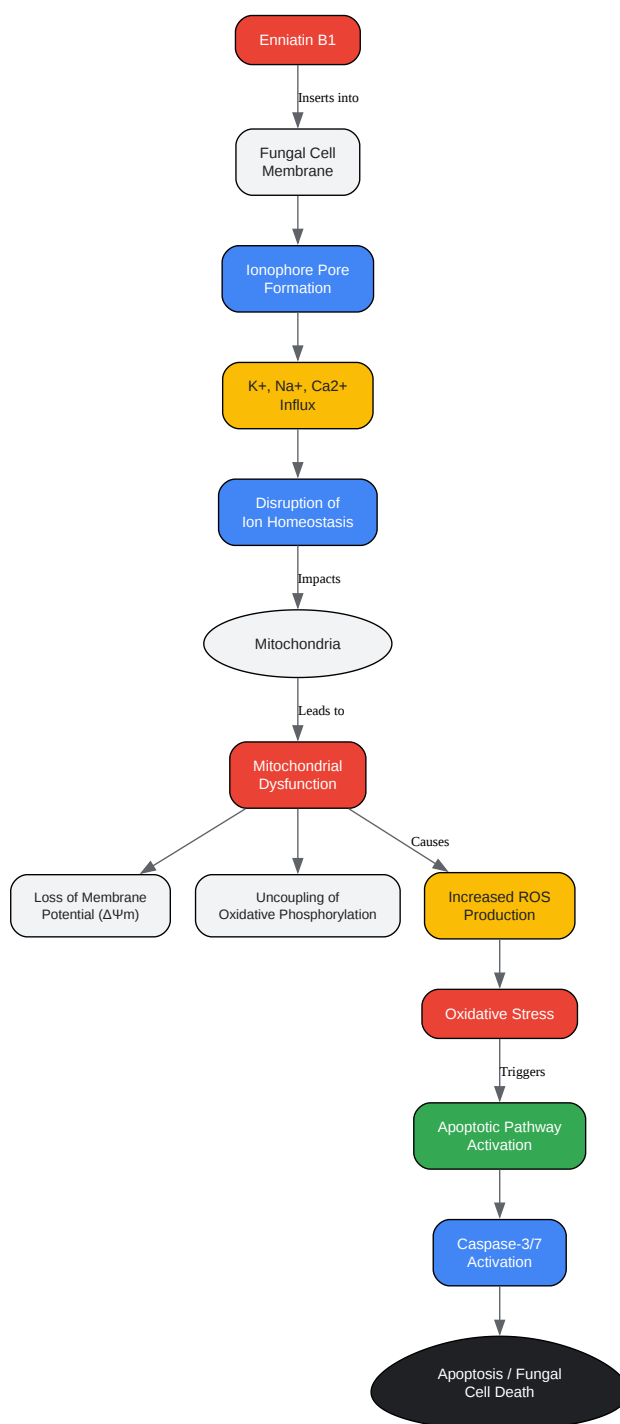 Enniatin B1
Inserts into
Fungal Cell
Membrane
Ionophore Pore
Formation
K+, Na+, Ca2+
Influx
Disruption of
Ion Homeostasis
Impacts
Mitochondria
Leads to
Mitochondrial
Dysfunction
Causes
Loss of Membrane
Potential (ΔΨm)
Uncoupling of
Oxidative Phosphorylation
Increased ROS
Production
Oxidative Stress
Triggers
Apoptotic Pathway
Activation
Caspase-3/7
Activation
Apoptosis / Fungal
Cell Death